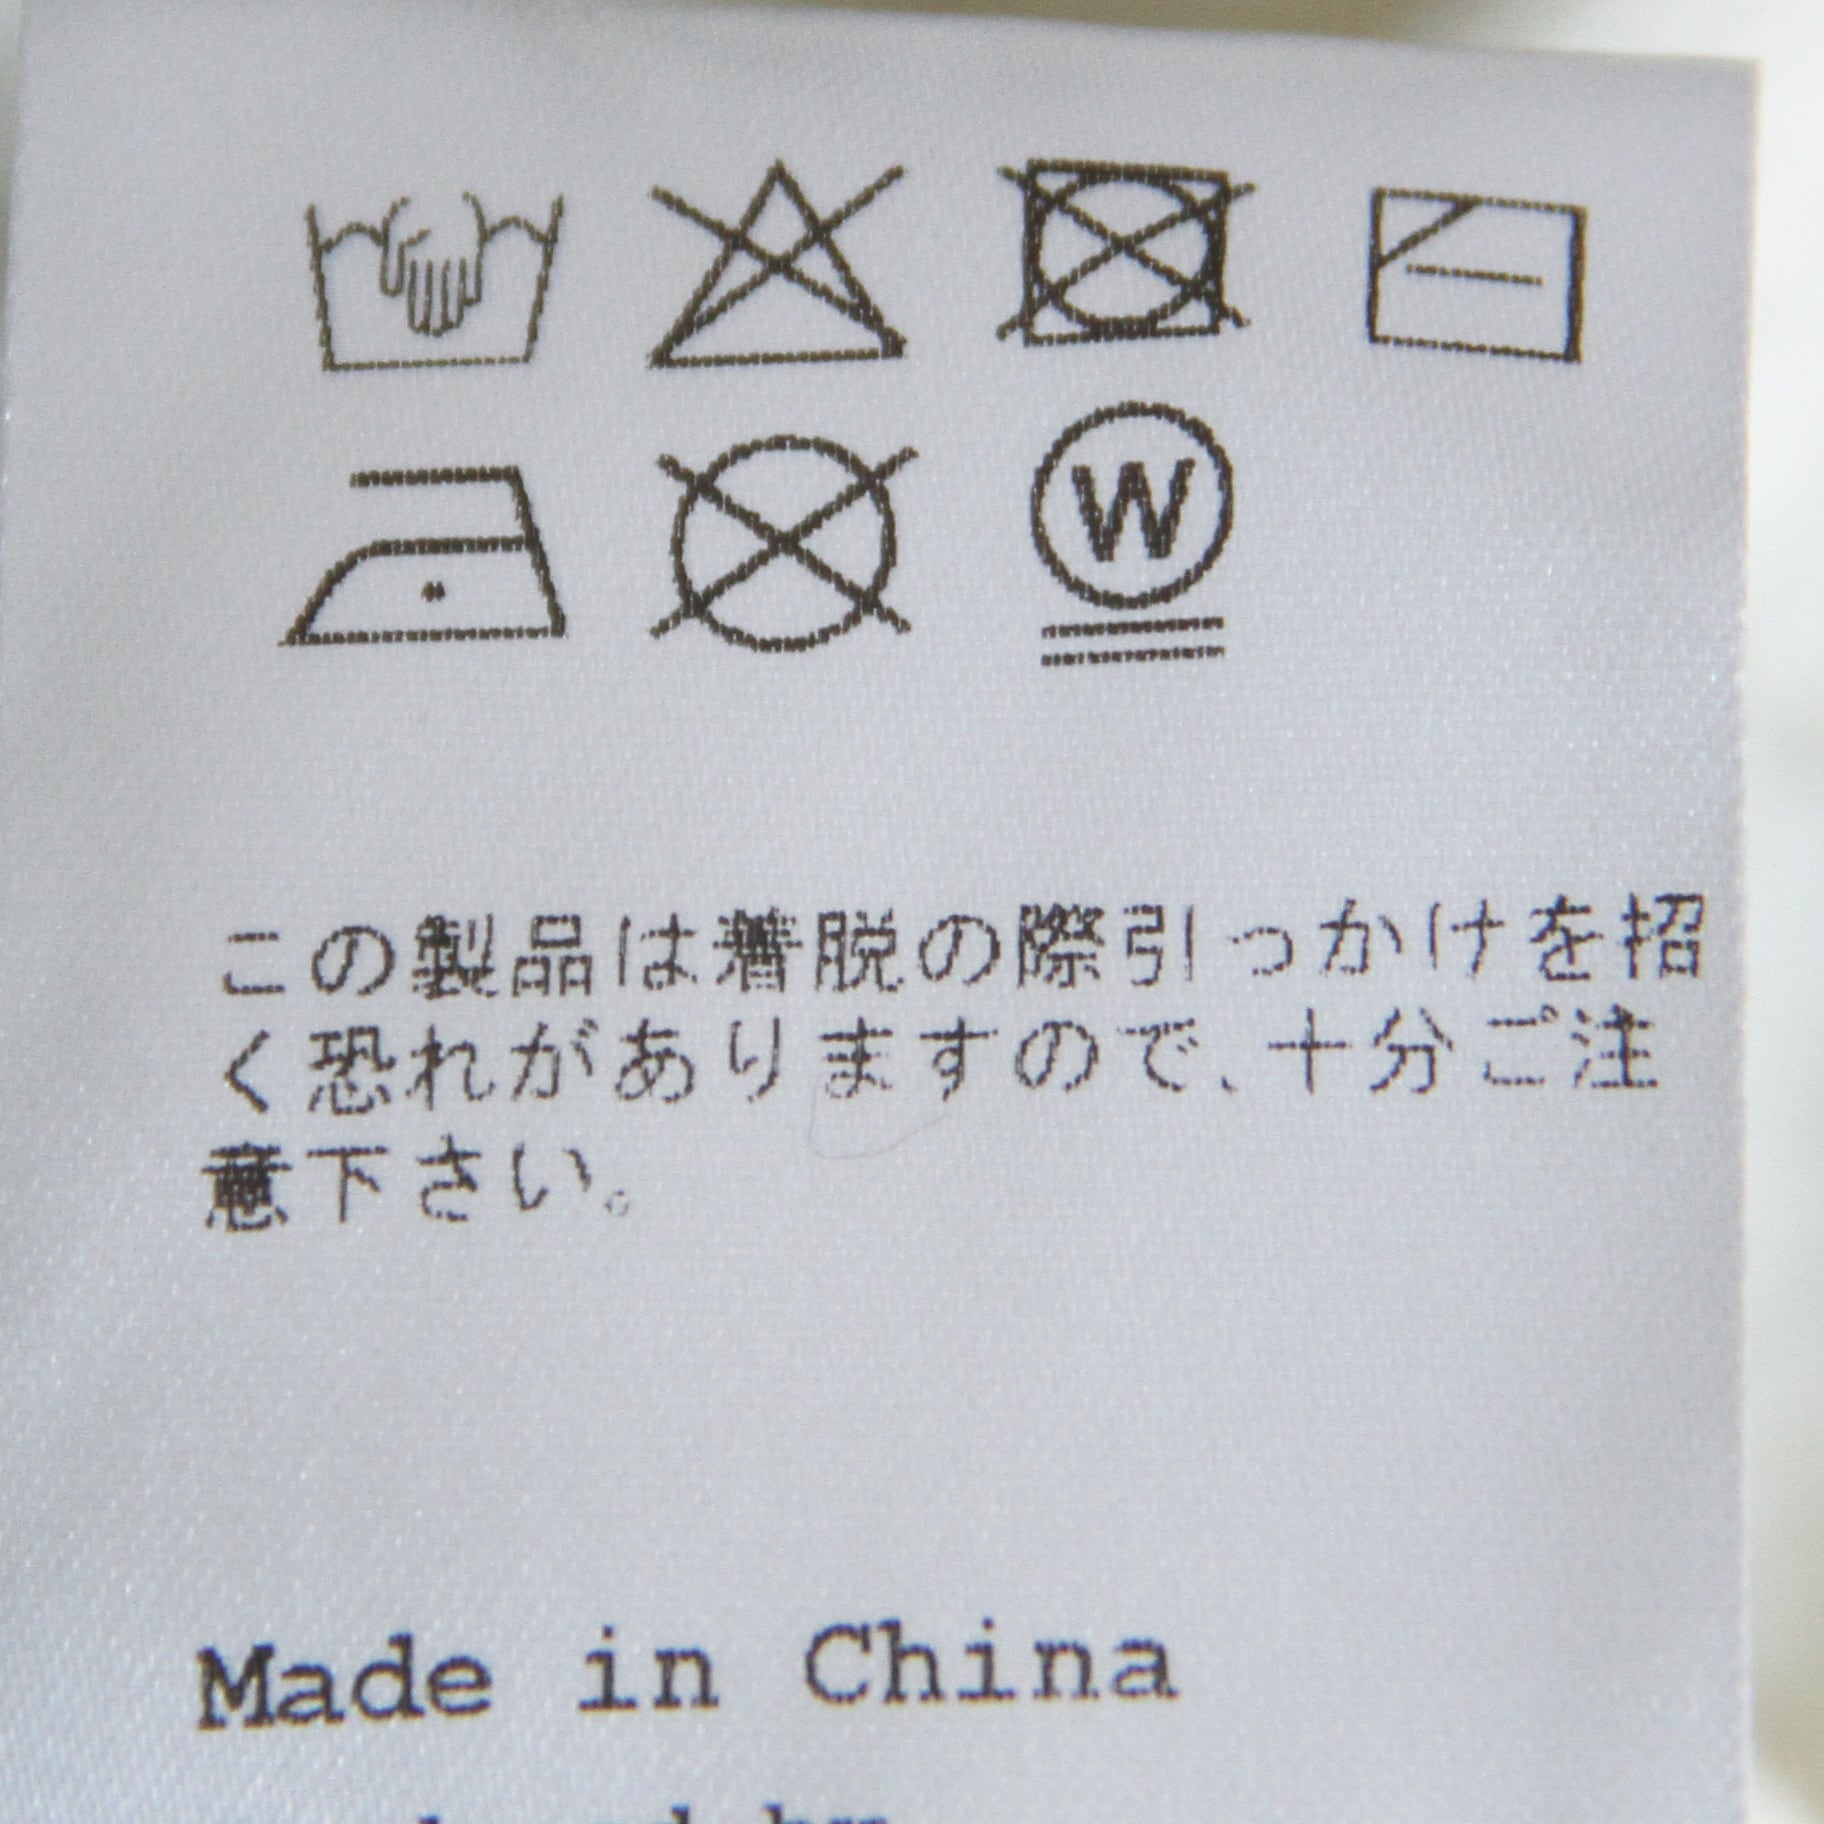 W
この製品は着脱の際引っかけを招
く恐れがありますので、十分ご注
意下さい。
Made in China